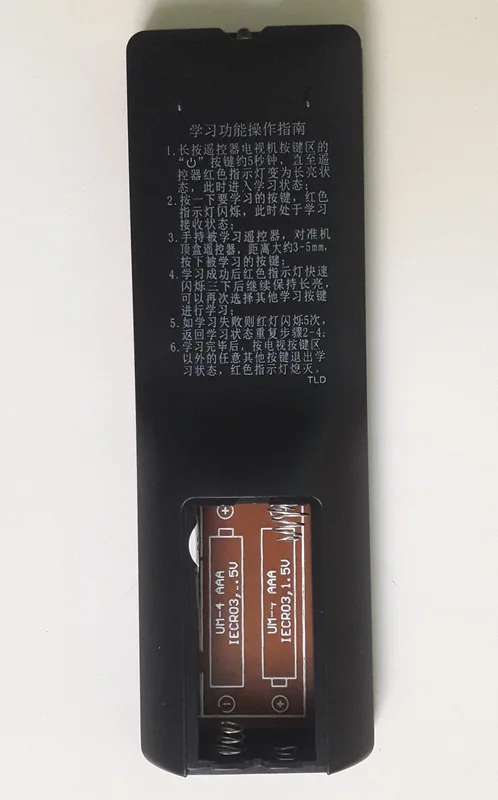 学习功能操作指南
1.长按遥控器电视机按键区的
“⏻”按键约5秒钟，直至遥
控器红色指示灯变为长亮状
态，此时进入学习状态；
2.按一下要学习的按键，红色
指示灯闪烁，此时处于学习
接收状态；
3.手持被学习遥控器，对准机
顶盒遥控器，距离大约3-5mm，
按下被学习的按键；
4.学习成功后红色指示灯快速
闪烁三下后继续保持长亮，
可以再次选择其他学习按键
进行学习；
5.如学习失败则红灯闪烁5次，
返回学习状态重复步骤2-4；
6.学习完毕后，按电视按键区
以外的任意其他按键退出学
习状态，红色指示灯熄灭。
TLD
UM-4 AAA
IECR03, .5V
AAA
IECR03,1.5V